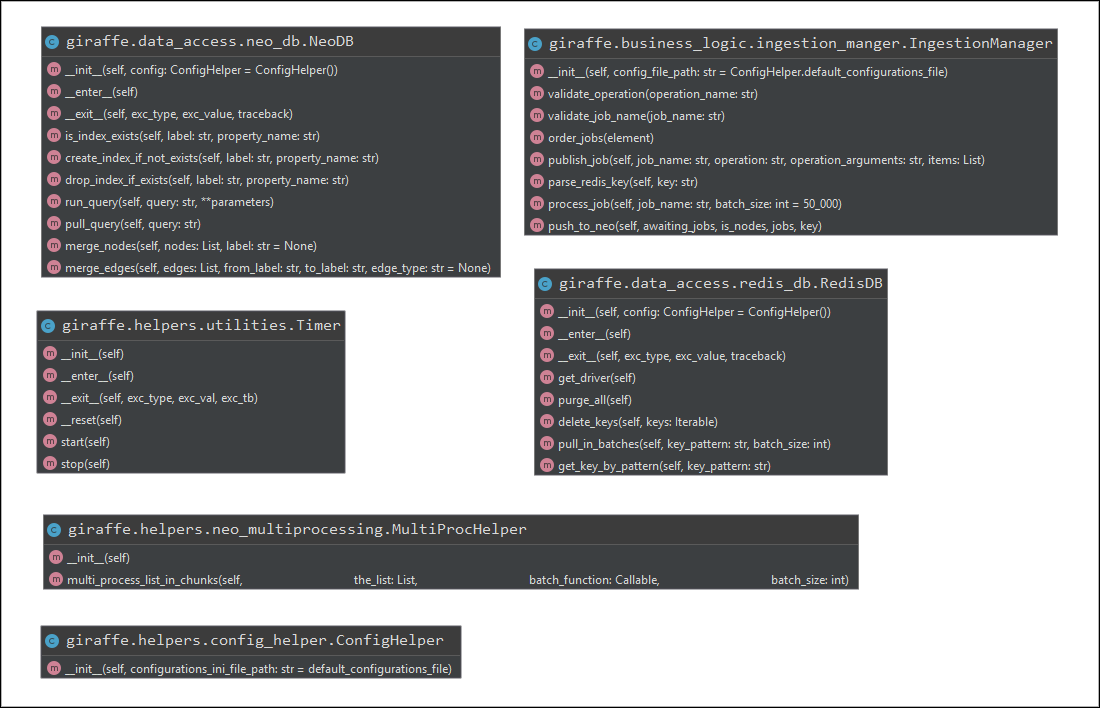 giraffe.data_access.neo_db.NeoDB
__init__(self, config: ConfigHelper = ConfigHelper())
__enter__(self)
__exit__(self, exc_type, exc_value, traceback)
is_index_exists(self, label: str, property_name: str)
create_index_if_not_exists(self, label: str, property_name: str)
drop_index_if_exists(self, label: str, property_name: str)
run_query(self, query: str, **parameters)
pull_query(self, query: str)
merge_nodes(self, nodes: List, label: str = None)
merge_edges(self, edges: List, from_label: str, to_label: str, edge_type: str = None)
giraffe.business_logic.ingestion_manger.IngestionManager
__init__(self, config_file_path: str = ConfigHelper.default_configurations_file)
validate_operation(operation_name: str)
validate_job_name(job_name: str)
order_jobs(element)
publish_job(self, job_name: str, operation: str, operation_arguments: str, items: List)
parse_redis_key(self, key: str)
process_job(self, job_name: str, batch_size: int = 50_000)
push_to_neo(self, awaiting_jobs, is_nodes, jobs, key)
giraffe.helpers.utilities.Timer
__init__(self)
__enter__(self)
__exit__(self, exc_type, exc_val, exc_tb)
__reset(self)
start(self)
stop(self)
giraffe.data_access.redis_db.RedisDB
__init__(self, config: ConfigHelper = ConfigHelper())
__enter__(self)
__exit__(self, exc_type, exc_value, traceback)
get_driver(self)
purge_all(self)
delete_keys(self, keys: Iterable)
pull_in_batches(self, key_pattern: str, batch_size: int)
get_key_by_pattern(self, key_pattern: str)
giraffe.helpers.neo_multiprocessing.MultiProcHelper
__init__(self)
multi_process_list_in_chunks(self, the_list: List, batch_function: Callable, batch_size: int)
giraffe.helpers.config_helper.ConfigHelper
__init__(self, configurations_ini_file_path: str = default_configurations_file)